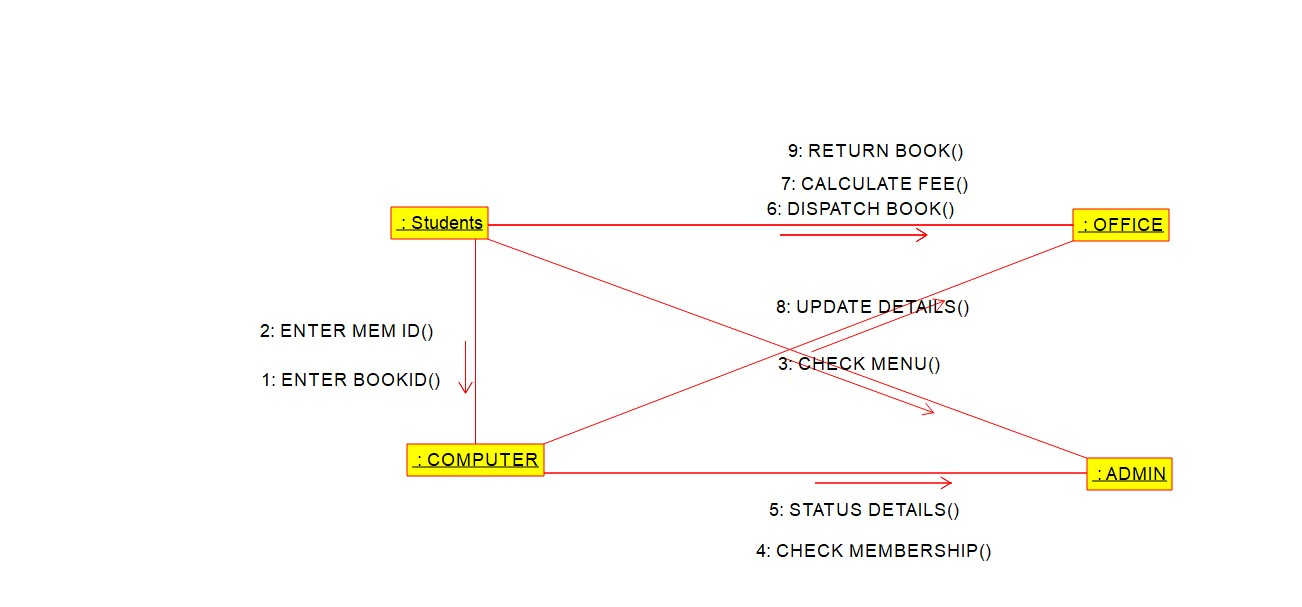 9: RETURN BOOK()
7: CALCULATE FEE()
6: DISPATCH BOOK()
: Students
: OFFICE
8: UPDATE DETAILS()
2: ENTER MEM ID()
3: CHECK MENU()
1: ENTER BOOKID()
: COMPUTER
: ADMIN
5: STATUS DETAILS()
4: CHECK MEMBERSHIP()